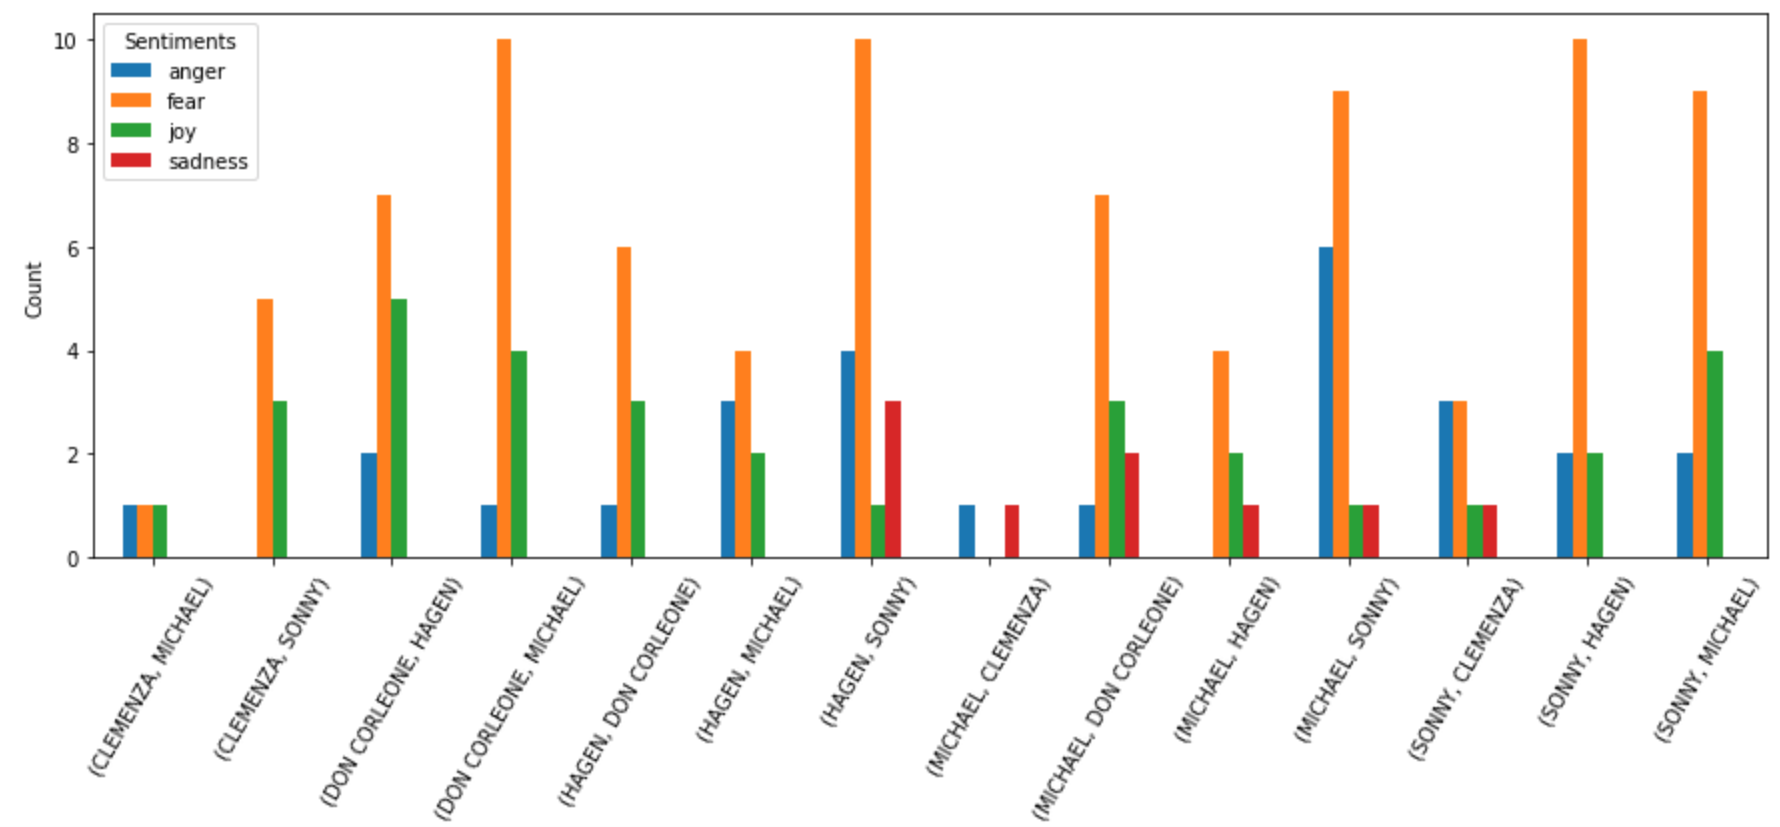 Sentiments
anger
fear
joy
sadness
Count
10
8
6
4
2
0
(CLEMENZA, MICHAEL)
(CLEMENZA, SONNY)
(DON CORLEONE, HAGEN)
(DON CORLEONE, MICHAEL)
(HAGEN, DON CORLEONE)
(HAGEN, MICHAEL)
(HAGEN, SONNY)
(MICHAEL, CLEMENZA)
(MICHAEL, DON CORLEONE)
(MICHAEL, HAGEN)
(MICHAEL, SONNY)
(SONNY, CLEMENZA)
(SONNY, HAGEN)
(SONNY, MICHAEL)